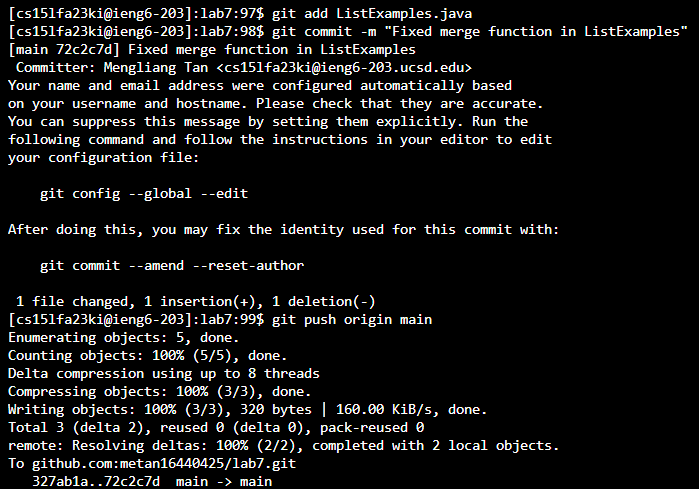 [cs15lfa23ki@ieng6-203]:lab7:97$ git add ListExamples.java
[cs15lfa23ki@ieng6-203]:lab7:98$ git commit -m "Fixed merge function in ListExamples"
[main 72c2c7d] Fixed merge function in ListExamples
 Committer: Mengliang Tan <cs15lfa23ki@ieng6-203.ucsd.edu>
Your name and email address were configured automatically based
on your username and hostname. Please check that they are accurate.
You can suppress this message by setting them explicitly. Run the
following command and follow the instructions in your editor to edit
your configuration file:

    git config --global --edit

After doing this, you may fix the identity used for this commit with:

    git commit --amend --reset-author

 1 file changed, 1 insertion(+), 1 deletion(-)
[cs15lfa23ki@ieng6-203]:lab7:99$ git push origin main
Enumerating objects: 5, done.
Counting objects: 100% (5/5), done.
Delta compression using up to 8 threads
Compressing objects: 100% (3/3), done.
Writing objects: 100% (3/3), 320 bytes | 160.00 KiB/s, done.
Total 3 (delta 2), reused 0 (delta 0), pack-reused 0
remote: Resolving deltas: 100% (2/2), completed with 2 local objects.
To github.com:metan16440425/lab7.git
   327ab1a..72c2c7d  main -> main